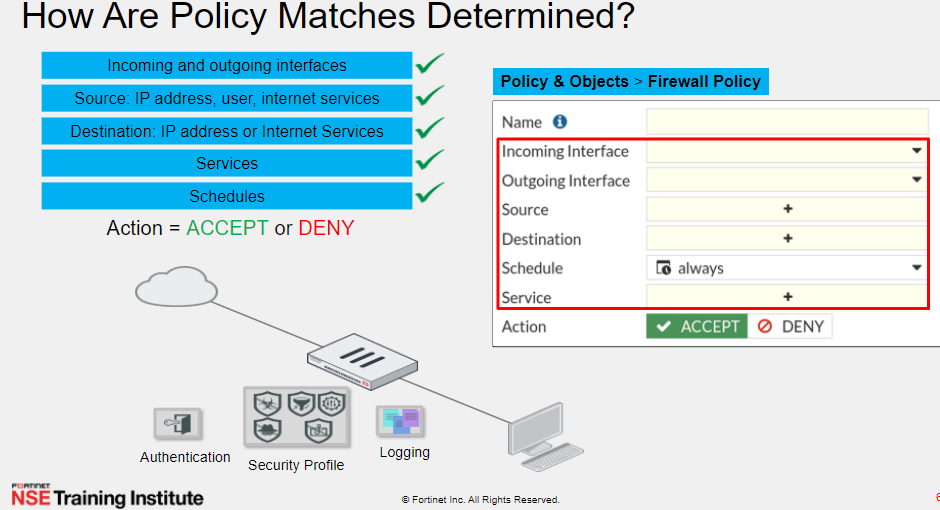 How Are Policy Matches Determined?
Incoming and outgoing interfaces
Source: IP address, user, internet services
Destination: IP address or Internet Services
Services
Schedules
Action = ACCEPT or DENY
Policy & Objects > Firewall Policy
Name
Incoming Interface
Outgoing Interface
Source
Destination
Schedule always
Service
Action ACCEPT DENY
Authentication
Security Profile
Logging
FORTINET
NSE Training Institute
© Fortinet Inc. All Rights Reserved.